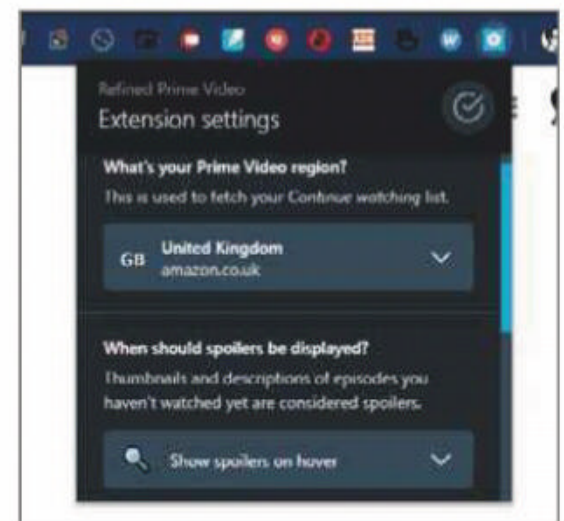 Refined Prime Video
Extension settings
What's your Prime Video region?
This is used to fetch your Continue watching list.
GB
United Kingdom
amazon.co.uk
When should spoilers be displayed?
Thumbnails and descriptions of episodes you
haven't watched yet are considered spoilers.
Show spoilers on hover